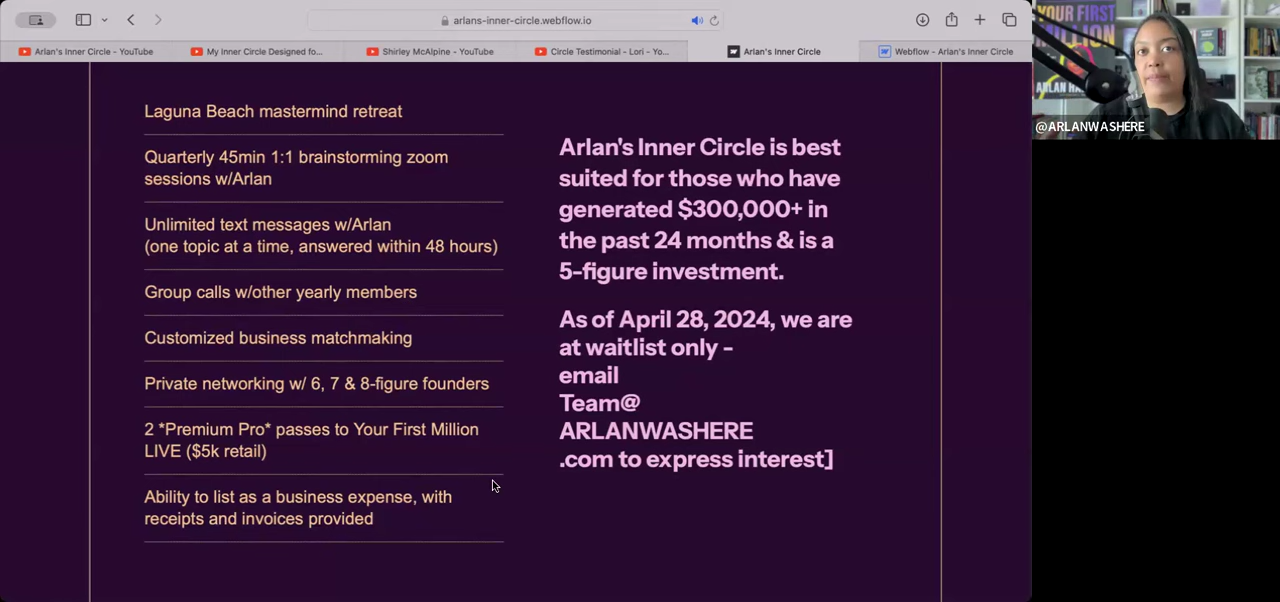 arlans-inner-circle.webflow.io
Arlan's Inner Circle - YouTube
My Inner Circle Designed fo...
Shirley McAlpine - YouTube
Circle Testimonial - Lori - Yo...
Arlan's Inner Circle
Webflow - Arlan's Inner Circle
Laguna Beach mastermind retreat
Quarterly 45min 1:1 brainstorming zoom
sessions w/Arlan
Unlimited text messages w/Arlan
(one topic at a time, answered within 48 hours)
Group calls w/other yearly members
Customized business matchmaking
Private networking w/ 6, 7 & 8-figure founders
2 *Premium Pro* passes to Your First Million
LIVE ($5k retail)
Ability to list as a business expense, with
receipts and invoices provided
Arlan's Inner Circle is best
suited for those who have
generated $300,000+ in
the past 24 months & is a
5-figure investment.
As of April 28, 2024, we are
at waitlist only -
email
Team@
ARLANWASHERE
.com to express interest]
YOUR FIRST
MILLION
ARLAN
@ARLANWASHERE